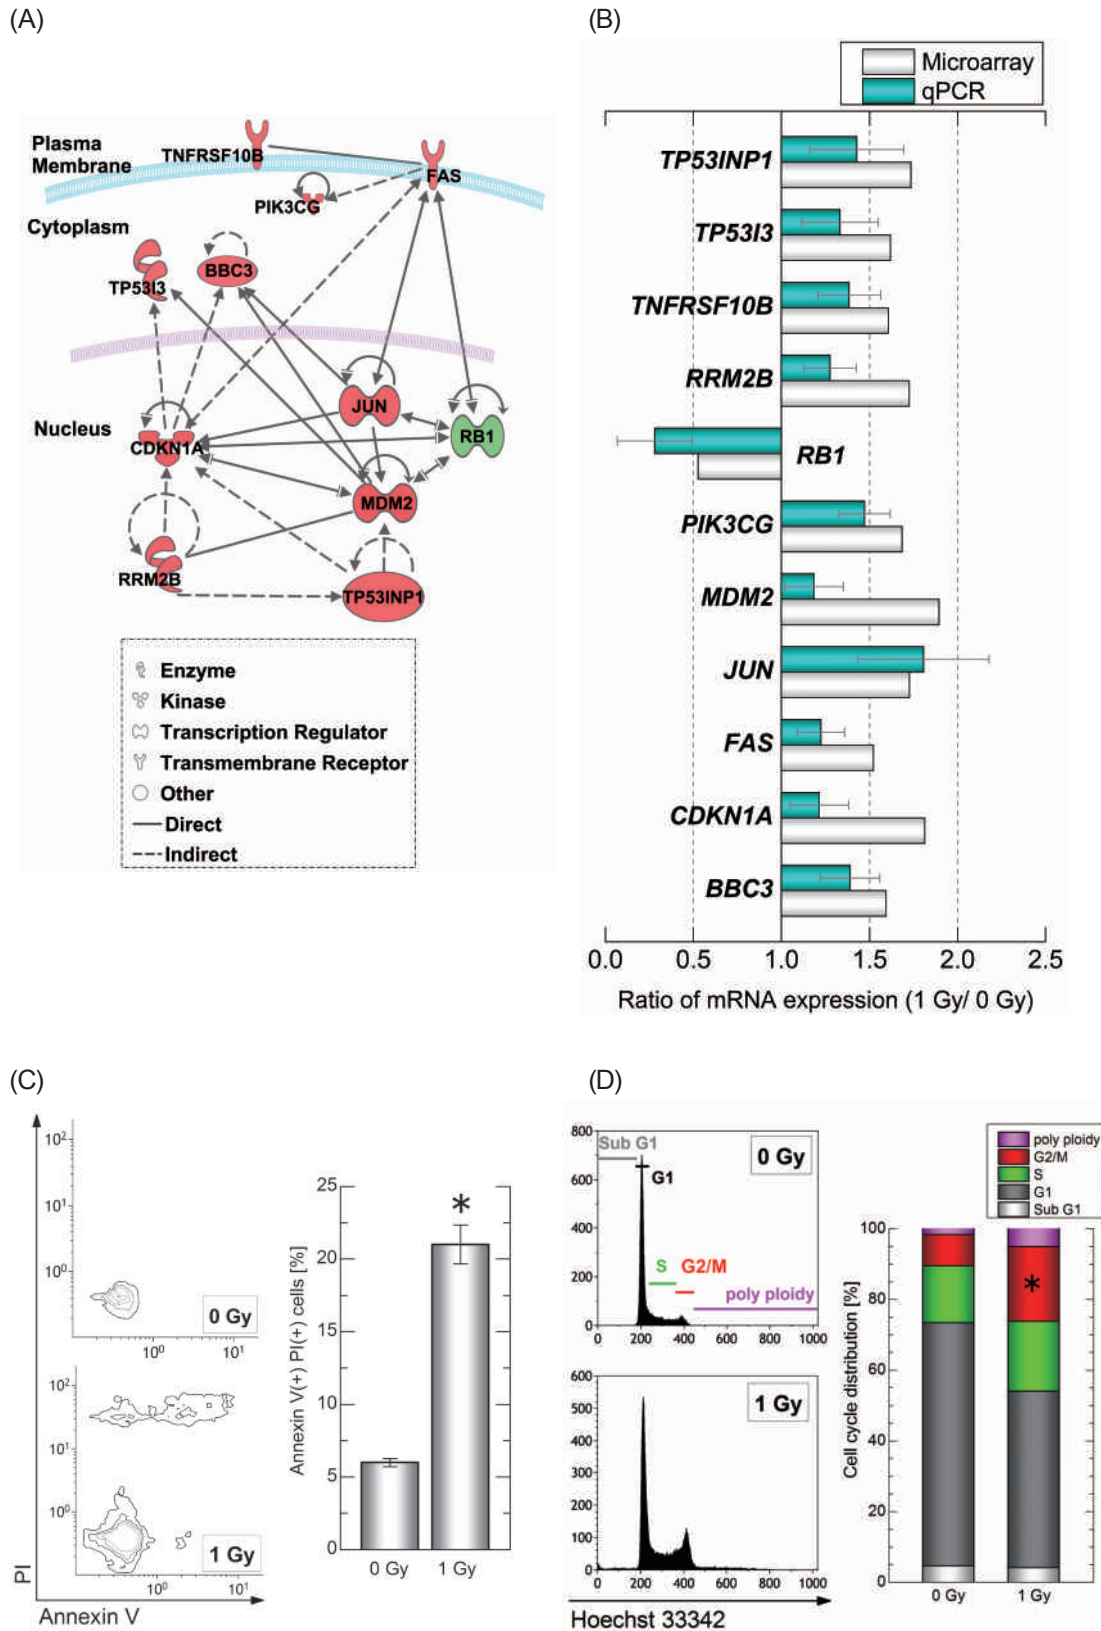 (A)
Plasma
Membrane
TNFRSF10B
FAS
PIK3CG
Cytoplasm
BBC3
TP53I3
JUN
Nucleus
RB1
CDKN1A
MDM2
RRM2B
TP53INP1
Enzyme
Kinase
Transcription Regulator
Transmembrane Receptor
Other
Direct
Indirect
(B)
Microarray
qPCR
TP53INP1
TP53I3
TNFRSF10B
RRM2B
RB1
PIK3CG
MDM2
JUN
FAS
CDKN1A
BBC3
0.0 0.5 1.0 1.5 2.0 2.5
Ratio of mRNA expression (1 Gy/ 0 Gy)
(C)
10²
10¹
10⁰
0 Gy
10⁰ 10¹
10²
10¹
10⁰
1 Gy
10⁰ 10¹
PI
Annexin V
Annexin V(+) PI(+) cells [%]
25
20
15
10
5
0
*
0 Gy 1 Gy
(D)
800
600
400
200
0
Sub G1
0 Gy
G1
S G2/M
poly ploidy
0 200 400 600 800 1000
600
500
400
300
200
100
0
1 Gy
0 200 400 600 800 1000
Hoechst 33342
poly ploidy
G2/M
S
G1
Sub G1
Cell cycle distribution [%]
100
80
60
40
20
0
*
0 Gy 1 Gy